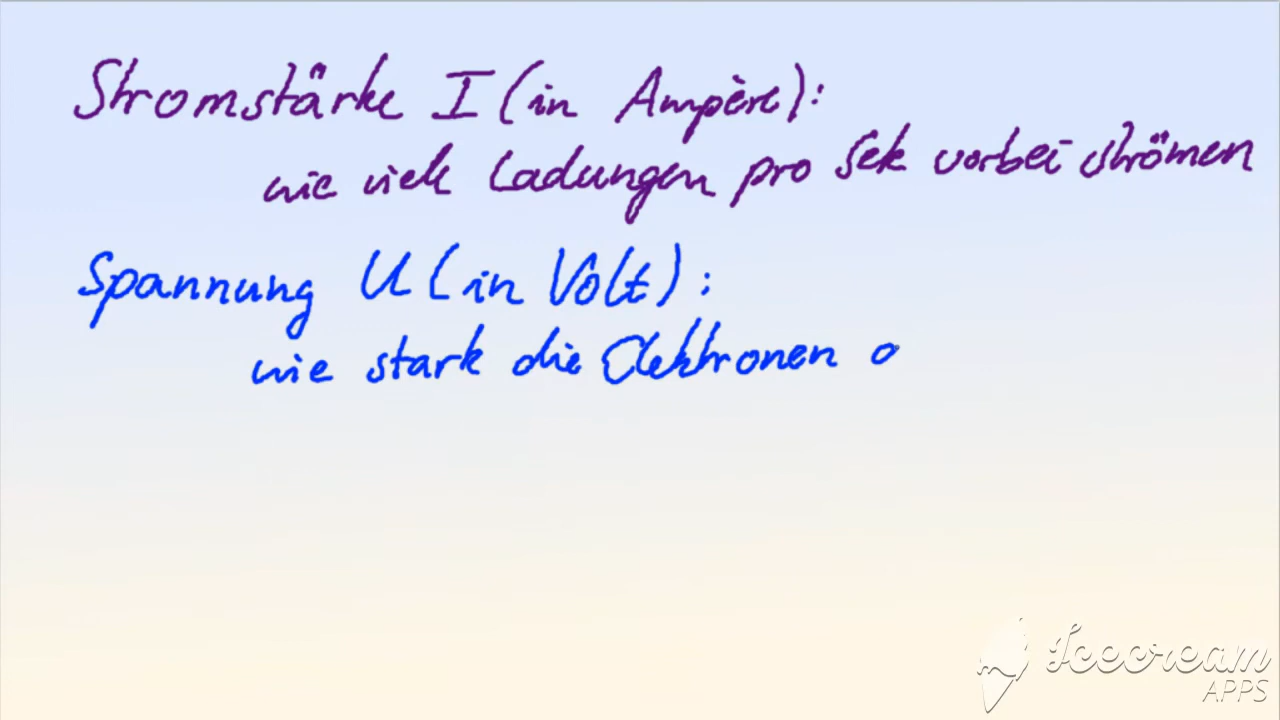 Stromstärke I (in Ampère):
wie viele Ladungen pro Sek vorbei strömen
Spannung U (in Volt):
wie stark die Elektronen a
Icecream
APPS